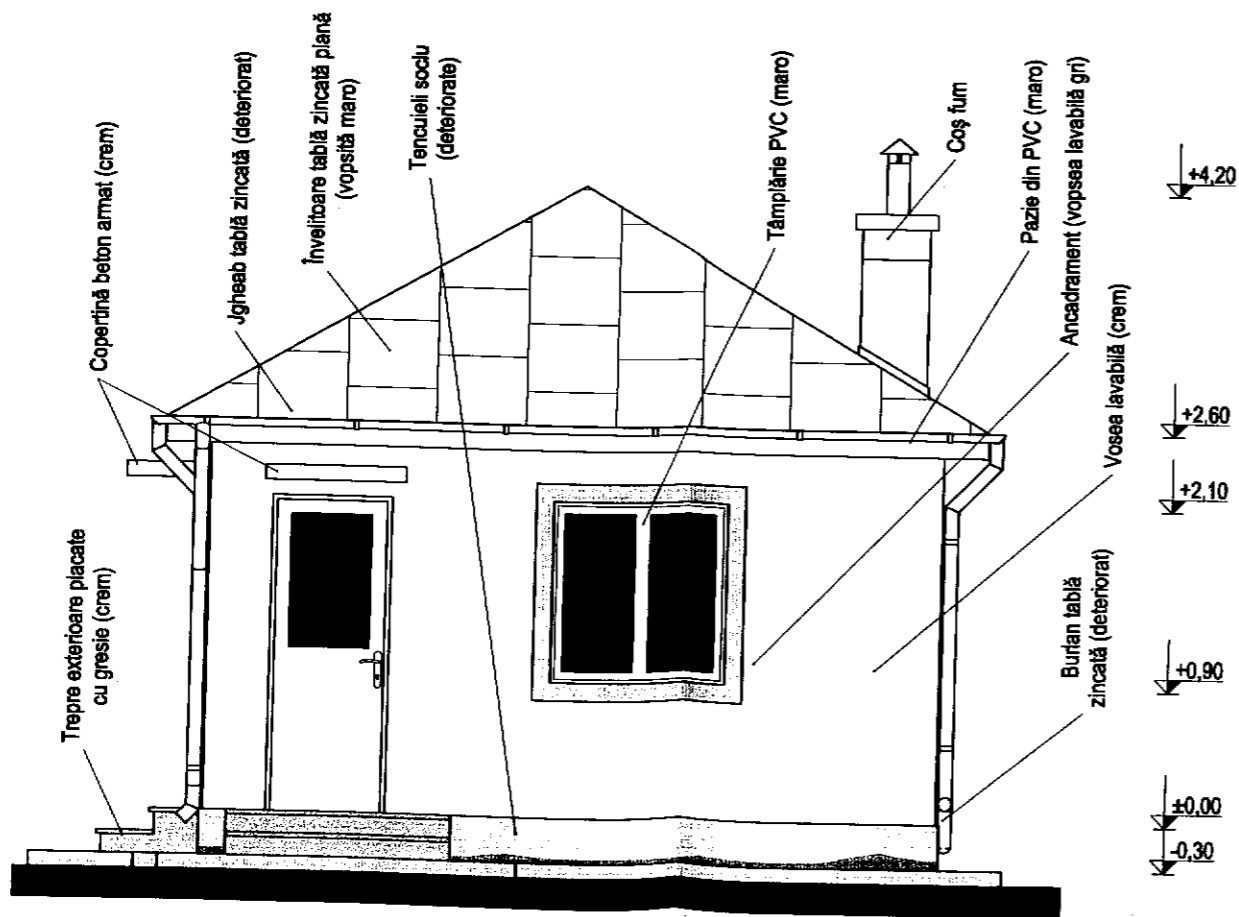 Copertină beton armat (crem)
Jgheab tablă zincată (deteriorat)
Învelitoare tablă zincată plană
(vopsită maro)
Tencuieli soclu
(deteriorate)
Tâmplărie PVC (maro)
Coș fum
Pazie din PVC (maro)
Ancadrament (vopsea lavabilă gri)
Vosea lavabilă (crem)
Trepre exterioare placate
cu gresie (crem)
Burlan tablă
zincată (deteriorat)
+4,20
+2,60
+2,10
+0,90
±0,00
-0,30